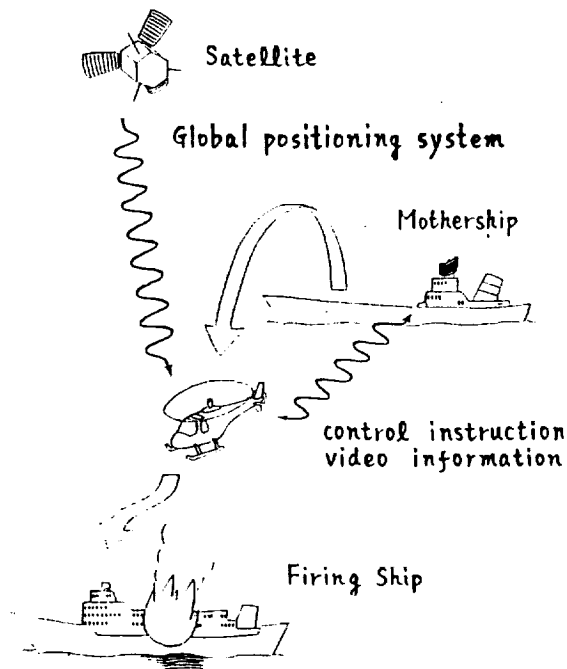 Satellite
Global positioning system
Mothership
control instruction
video information
Firing Ship